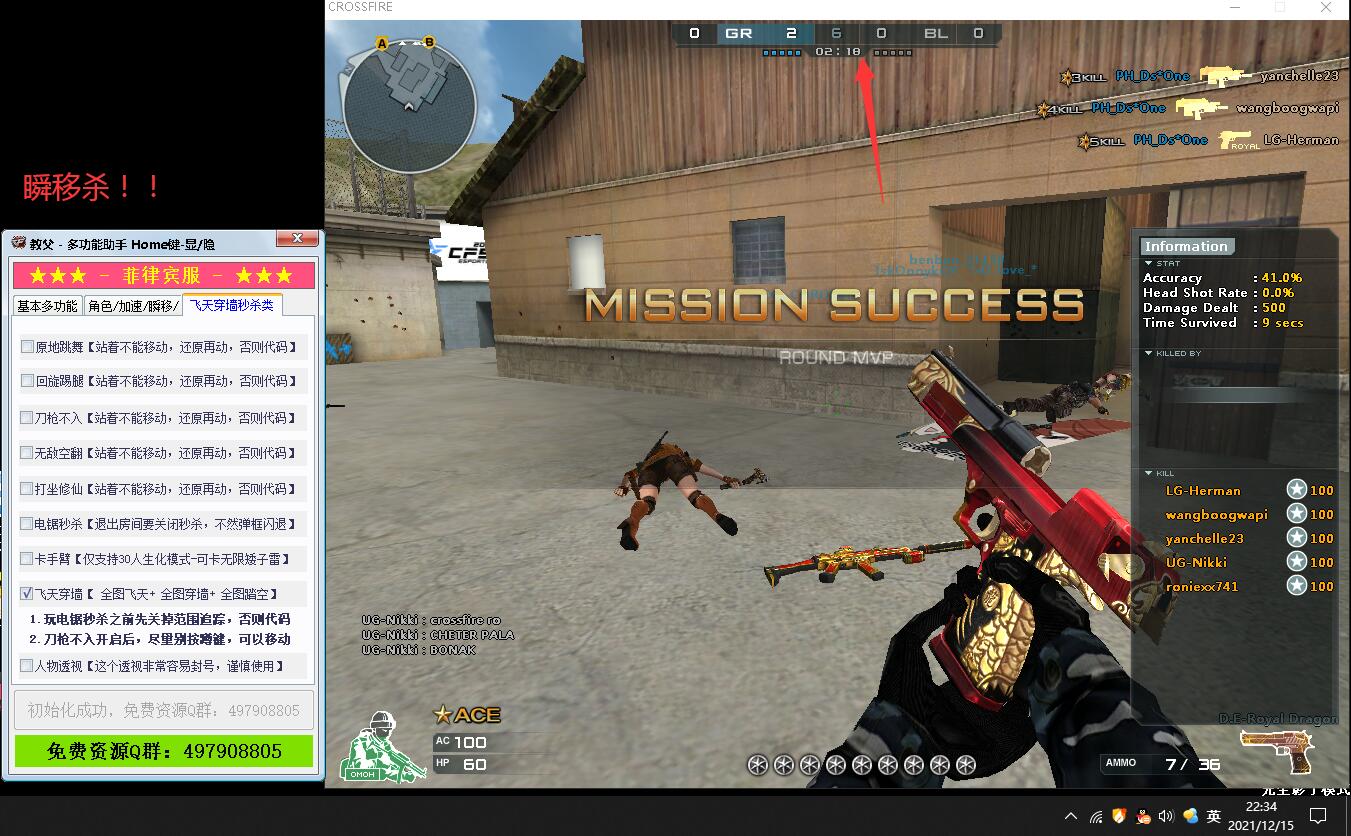 CROSSFIRE
0 GR 2 6 0 BL 0
02:18
A B
3KILL PH_Ds*One yanchelle23
4KILL PH_Ds*One wangboogwapi
5KILL PH_Ds*One ROYAL LG-Herman
瞬移杀！！
教父 - 多功能助手 Home键-显/隐
★★★ - 菲律宾服 - ★★★
基本多功能 角色/加速/瞬移/ 飞天穿墙秒杀类
原地跳舞【站着不能移动，还原再动，否则代码】
回旋踢腿【站着不能移动，还原再动，否则代码】
刀枪不入【站着不能移动，还原再动，否则代码】
无敌空翻【站着不能移动，还原再动，否则代码】
打坐修仙【站着不能移动，还原再动，否则代码】
电锯秒杀【退出房间要关闭秒杀，不然弹框闪退】
卡手臂【仅支持30人生化模式-可卡无限矮子雷】
飞天穿墙【 全图飞天+ 全图穿墙+ 全图踏空】
1. 玩电锯秒杀之前先关掉范围追踪，否则代码
2. 刀枪不入开启后，尽量别按蹲键，可以移动
人物透视【这个透视非常容易封号，谨慎使用】
初始化成功，免费资源Q群：497908805
免费资源Q群：497908805
MISSION SUCCESS
ROUND MVP
Information
STAT
Accuracy : 41.0%
Head Shot Rate : 0.0%
Damage Dealt : 500
Time Survived : 9 secs
KILLED BY
KILL
LG-Herman 100
wangboogwapi 100
yanchelle23 100
UG-Nikki 100
roniexx741 100
UG-Nikki : crossfire ro
UG-Nikki : CHETER PALA
UG-Nikki : BONAK
ACE
AC 100
HP 60
OMOH
D.E-Royal Dragon
AMMO 7 / 36
英
22:34
2021/12/15